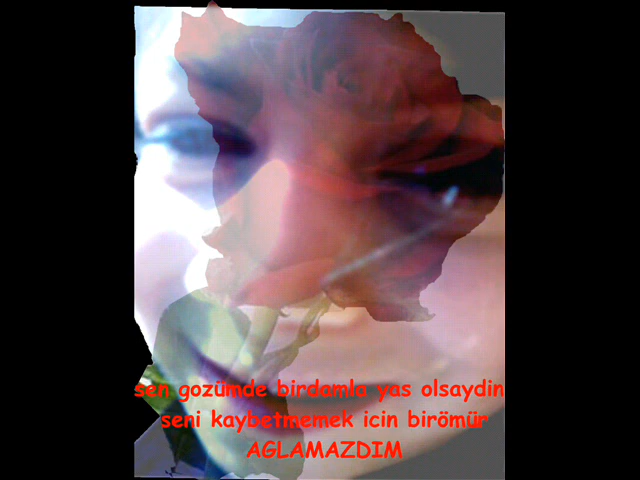 sen gozümde birdamla yas olsaydin
seni kaybetmemek icin birömür
AGLAMAZDIM